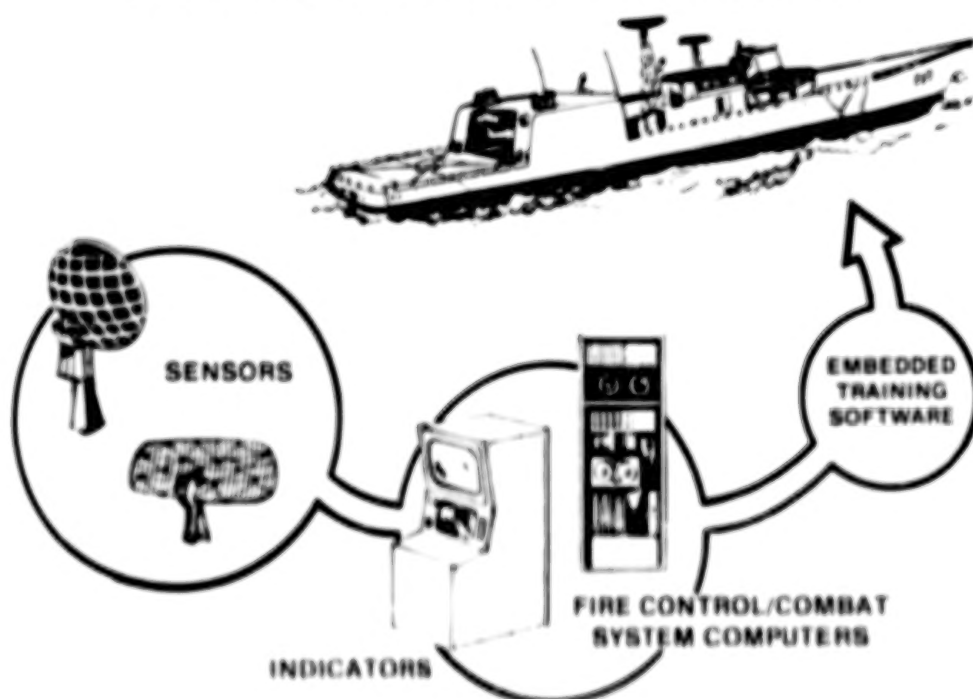 SENSORS
EMBEDDED
TRAINING
SOFTWARE
FIRE CONTROL/COMBAT
SYSTEM COMPUTERS
INDICATORS